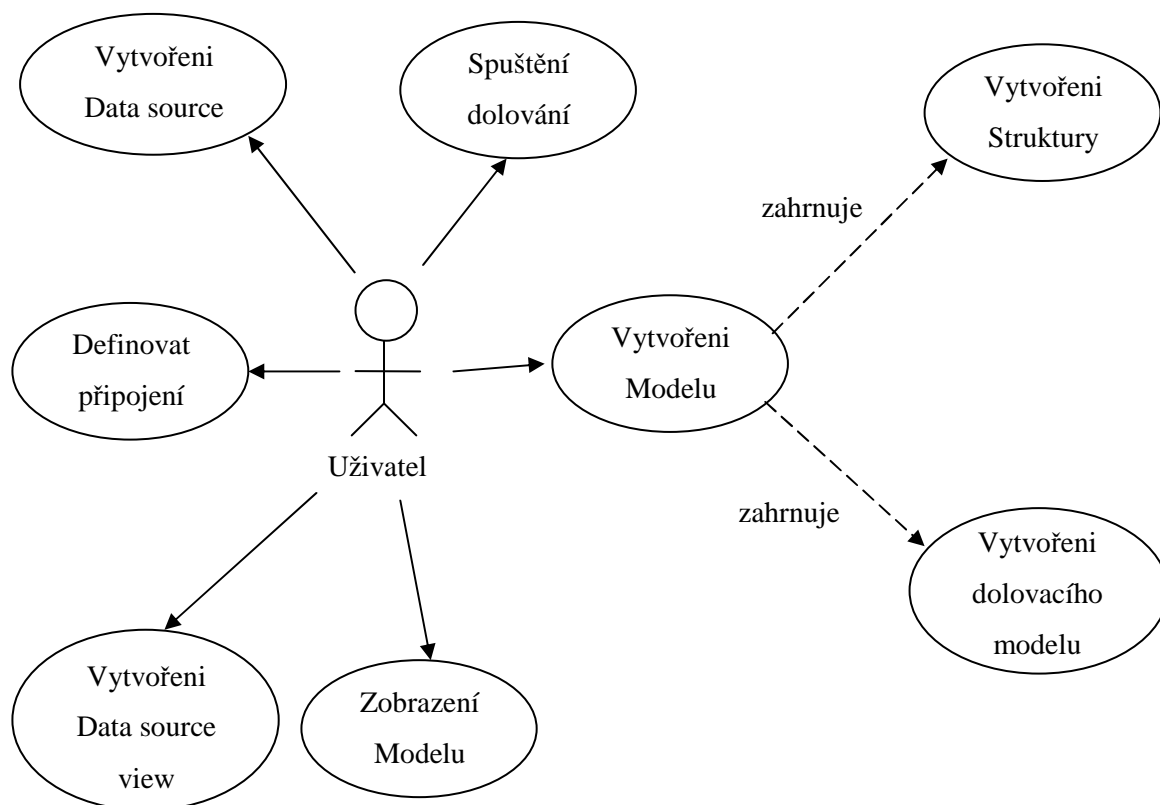 Vytvořeni
Data source
Spuštění
dolování
Vytvořeni
Struktury
zahrnuje
Definovat
připojení
Vytvořeni
Modelu
Uživatel
zahrnuje
Vytvořeni
dolovacího
modelu
Vytvořeni
Data source
view
Zobrazení
Modelu